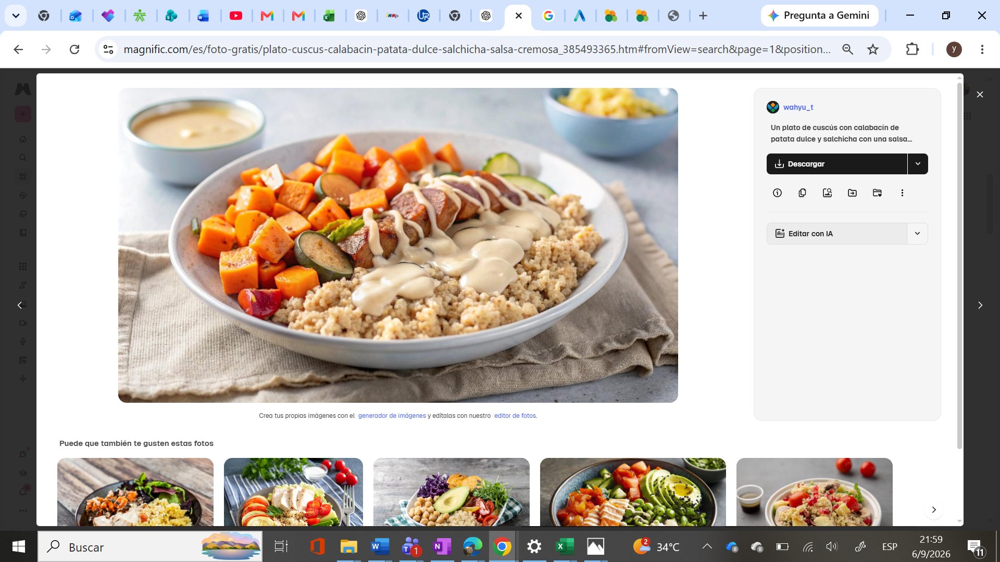 Pregunta a Gemini
magnific.com/es/foto-gratis/plato-cuscus-calabacin-patata-dulce-salchicha-salsa-cremosa_385493365.htm#fromView=search&page=1&position...
y
wahyu_t
Un plato de cuscús con calabacín de
patata dulce y salchicha con una salsa...
Descargar
Editar con IA
Crea tus propias imágenes con el generador de imágenes y edítalas con nuestro editor de fotos.
Puede que también te gusten estas fotos
Buscar
1
2
34°C
ESP
21:59
6/9/2026
11